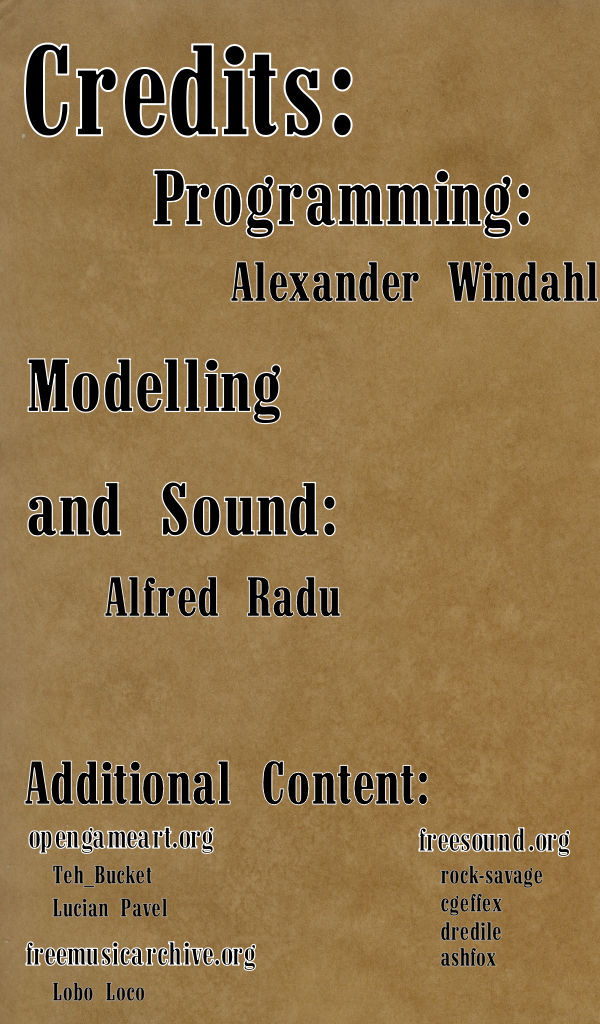 Credits:
Programming:
Alexander Windahl
Modelling
and Sound:
Alfred Radu
Additional Content:
opengameart.org
Teh_Bucket
Lucian Pavel
freemusicarchive.org
Lobo Loco
freesound.org
rock-savage
cgeffex
dredile
ashfox